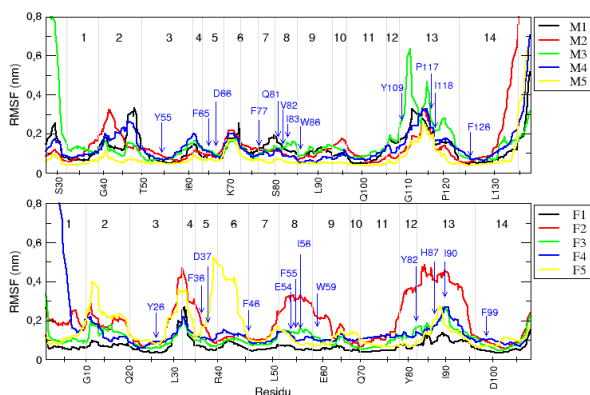 RMSF (nm)
0,8
0,6
0,4
0,2
0
1 2 3 4 5 6 7 8 9 10 11 12 13 14
Y55
F65
D66
F77
Q81
V82
I83
W86
Y109
P117
I118
F126
S30 G40 T50 I60 K70 S80 L90 Q100 G110 P120 L130
M1
M2
M3
M4
M5
RMSF (nm)
0,8
0,6
0,4
0,2
0
1 2 3 4 5 6 7 8 9 10 11 12 13 14
Y26
F36
D37
F46
E54
F55
I56
W59
Y82
H87
I90
F99
G10 Q20 L30 R40 L50 E60 Q70 Y80 I90 D100
Residu
F1
F2
F3
F4
F5